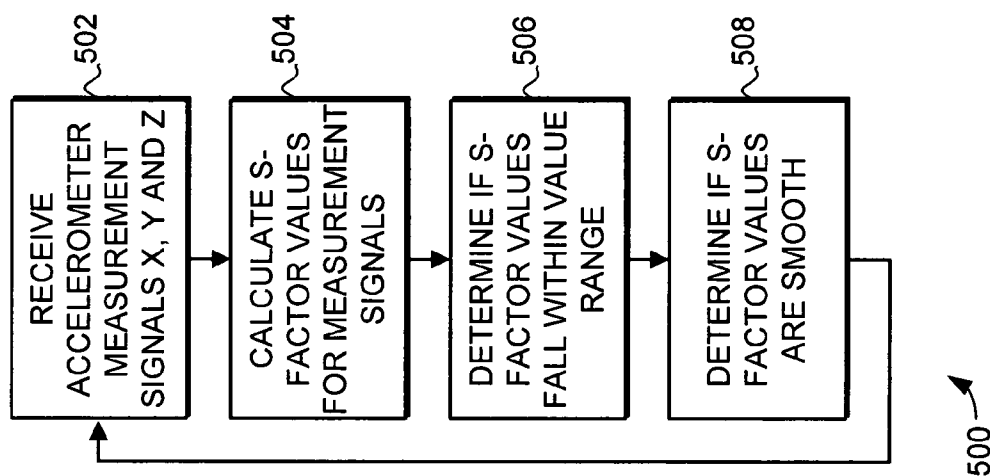 502
RECEIVE
ACCELEROMETER
MEASUREMENT
SIGNALS X, Y AND Z
504
CALCULATE S-
FACTOR VALUES
FOR MEASUREMENT
SIGNALS
506
DETERMINE IF S-
FACTOR VALUES
FALL WITHIN VALUE
RANGE
508
DETERMINE IF S-
FACTOR VALUES
ARE SMOOTH
500